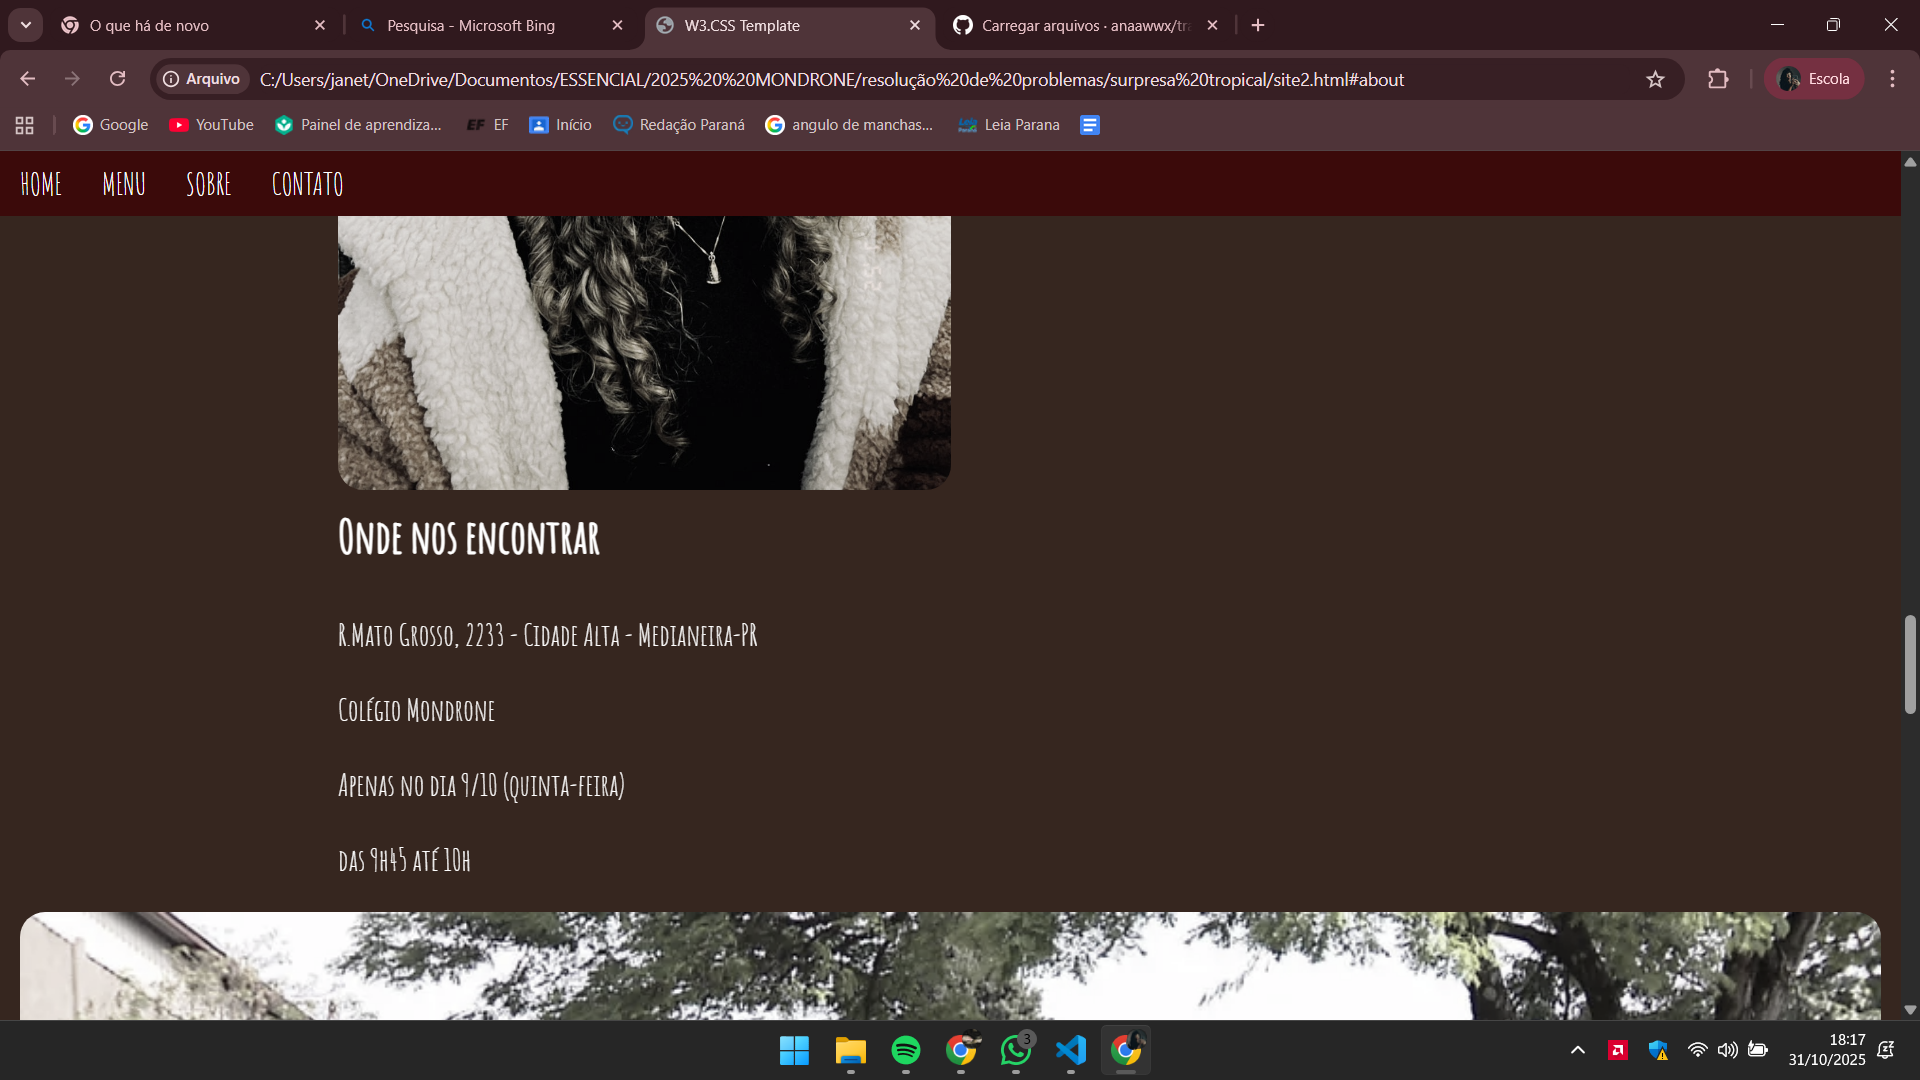 O que há de novo
Pesquisa - Microsoft Bing
W3.CSS Template
Carregar arquivos · anaawwx/tra
Arquivo
C:/Users/janet/OneDrive/Documentos/ESSENCIAL/2025%20%20MONDRONE/resolução%20de%20problemas/surpresa%20tropical/site2.html#about
Escola
Google
YouTube
Painel de aprendiza...
EF
EF
Início
Redação Paraná
angulo de manchas...
Leia Parana
HOME
MENU
SOBRE
CONTATO
Onde nos encontrar
R.Mato Grosso, 2233 - Cidade Alta - Medianeira-PR
Colégio Mondrone
Apenas no dia 9/10 (quinta-feira)
das 9h45 até 10h
3
18:17
31/10/2025